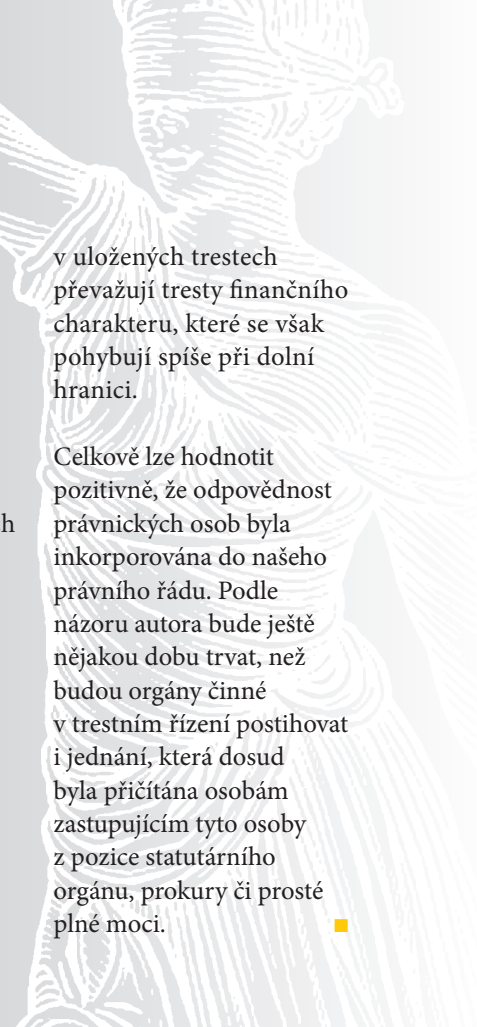 v uložených trestech
převažují tresty finančního
charakteru, které se však
pohybují spíše při dolní
hranici.
Celkově lze hodnotit
pozitivně, že odpovědnost
právnických osob byla
inkorporována do našeho
právního řádu. Podle
názoru autora bude ještě
nějakou dobu trvat, než
budou orgány činné
v trestním řízení postihovat
i jednání, která dosud
byla přičítána osobám
zastupujícím tyto osoby
z pozice statutárního
orgánu, prokury či prosté
plné moci.